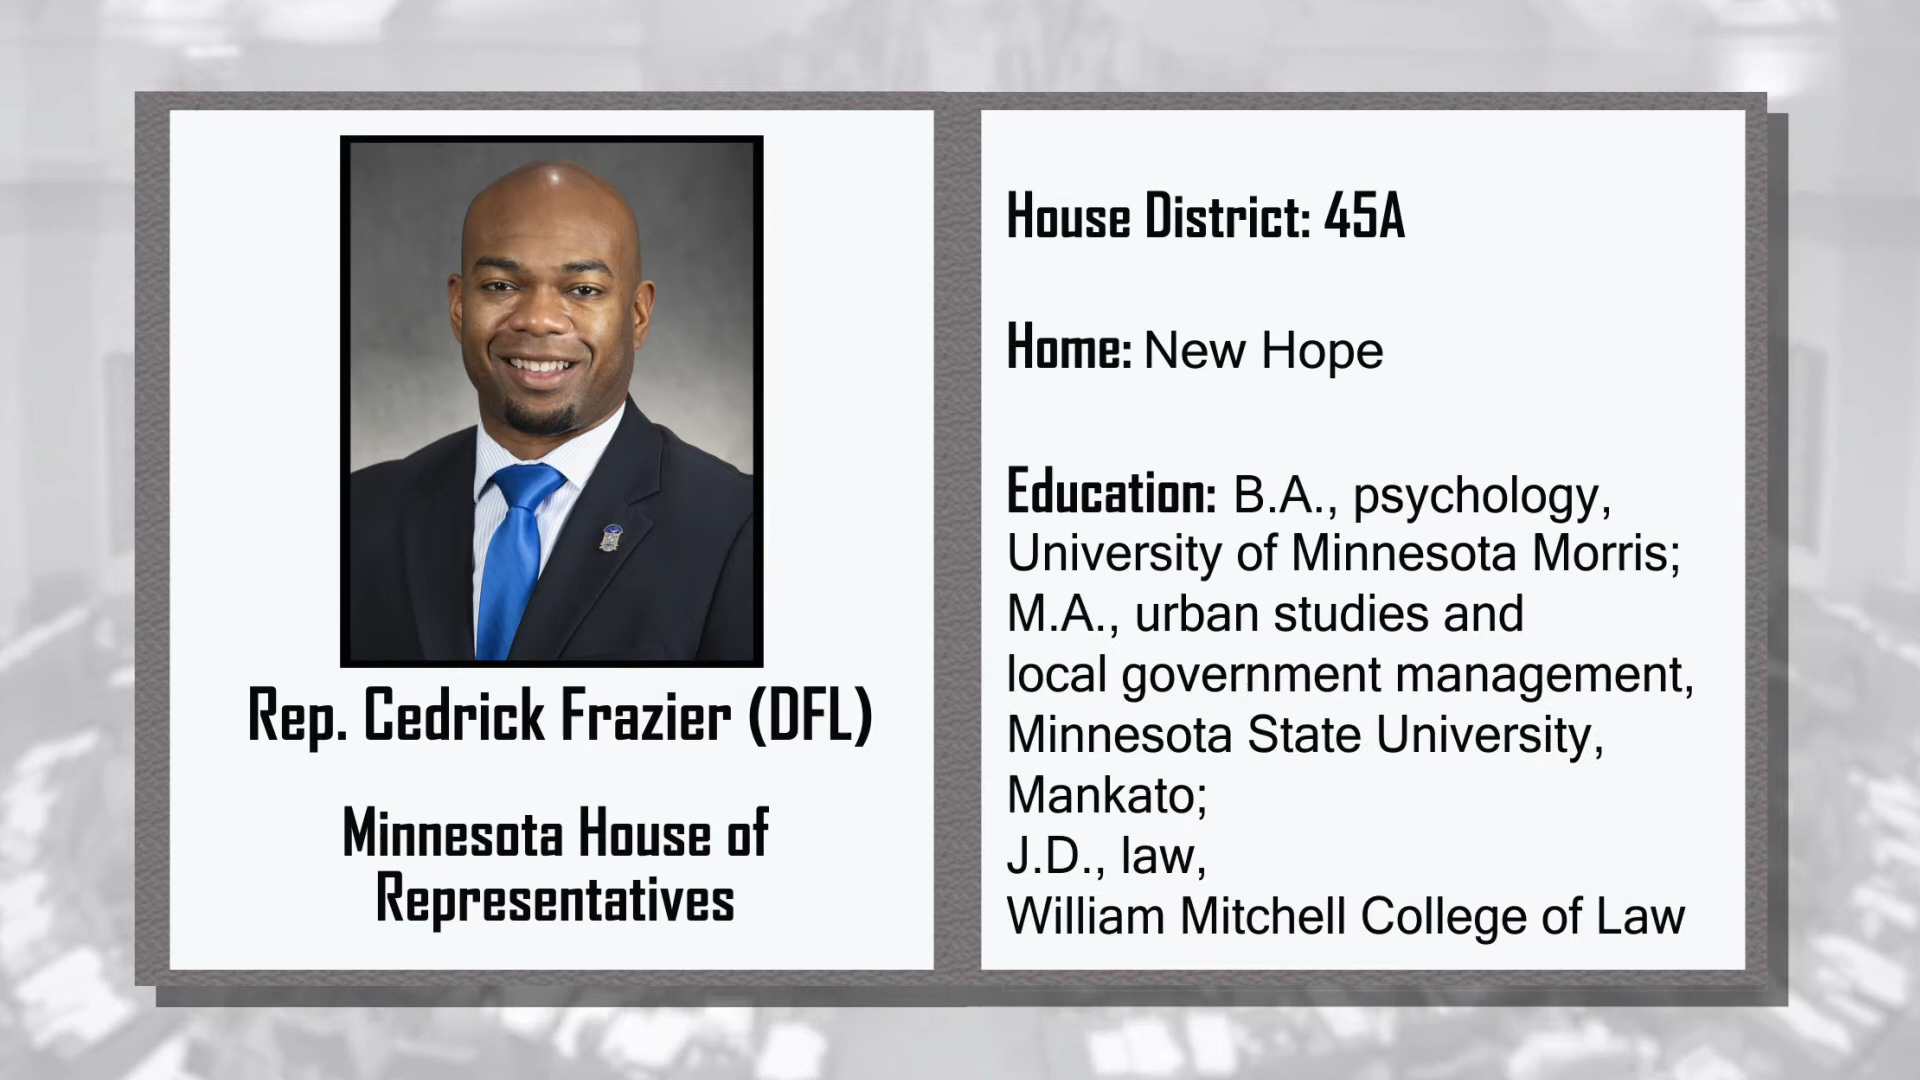 Rep. Cedrick Frazier (DFL)
Minnesota House of
Representatives
House District: 45A
Home: New Hope
Education: B.A., psychology,
University of Minnesota Morris;
M.A., urban studies and
local government management,
Minnesota State University,
Mankato;
J.D., law,
William Mitchell College of Law